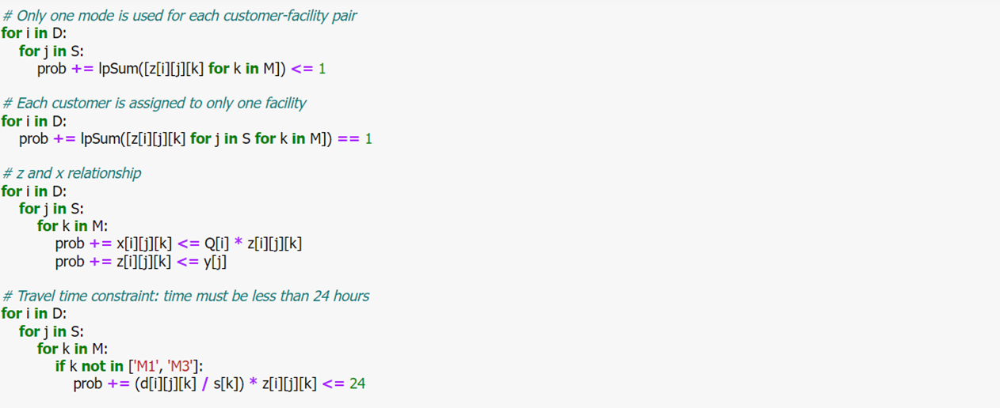 # Only one mode is used for each customer-facility pair
for i in D:
for j in S:
prob += lpSum([z[i][j][k] for k in M]) <= 1
# Each customer is assigned to only one facility
for i in D:
prob += lpSum([z[i][j][k] for j in S for k in M]) == 1
# z and x relationship
for i in D:
for j in S:
for k in M:
prob += x[i][j][k] <= Q[i] * z[i][j][k]
prob += z[i][j][k] <= y[j]
# Travel time constraint: time must be less than 24 hours
for i in D:
for j in S:
for k in M:
if k not in ['M1', 'M3']:
prob += (d[i][j][k] / s[k]) * z[i][j][k] <= 24